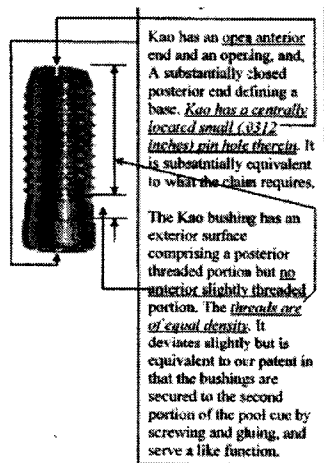 Kao has an open anterior
end and an opening, and,
A substantially closed
posterior end defining a
base. Kao has a centrally
located small (.0312
inches) pin hole therein. It
is subsatntially equivalent
to what the claim requires.
The Kao bushing has an
exterior surface
comprising a posterior
threaded portion but no
anterior slightly threaded
portion. The threads are
of equal density. It
deviates slightly but is
equivalent to our patent in
that the bushings are
secured to the second
portion of the pool cue by
screwing and gluing, and
serve a like function.